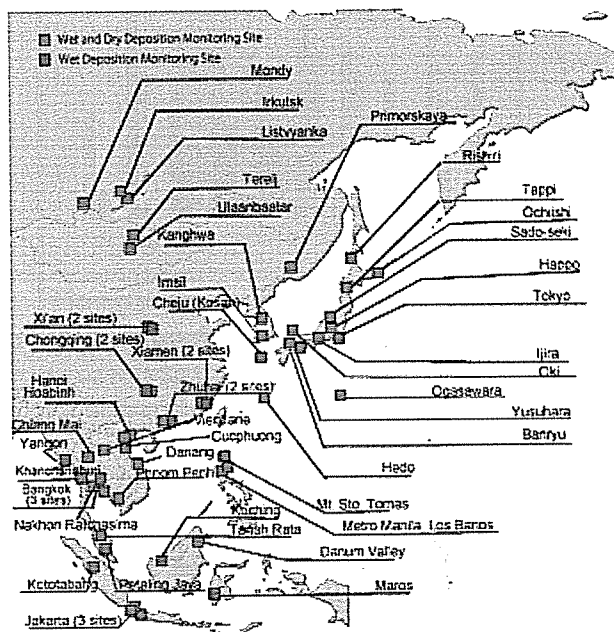 Wet and Dry Deposition Monitoring Site
Wet Deposition Monitoring Site
Mondy
Irkutsk
Listvyanka
Primorskaya
Rishiri
Terelj
Tappi
Ulaanbaatar
Ochiishi
Kanghwa
Sado-seki
Happo
Imsil
Cheju (Kosan)
Tokyo
Xi'an (2 sites)
Chongqing (2 sites)
Xiamen (2 sites)
Ijira
Oki
Hanoi
Hoabinh
Zhuhai (2 sites)
Ogasawara
Chiang Mai
Vientiane
Yusuhara
Yangon
Cucphuong
Banryu
Khanchanaburi
Danang
Hedo
Bangkok
(3 sites)
Phnom Penh
Mt. Sto. Tomas
Nakhon Ratchasima
Kuching
Metro Manila, Los Banos
Tanah Rata
Danum Valley
Kototabang
Petaling Jaya
Maros
Jakarta (3 sites)